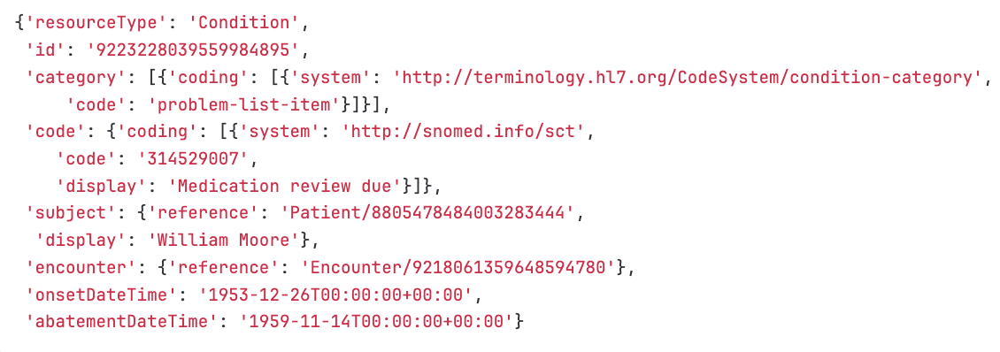 {'resourceType': 'Condition',
 'id': '9223228039559984895',
 'category': [{'coding': [{'system': 'http://terminology.hl7.org/CodeSystem/condition-category',
     'code': 'problem-list-item'}]}],
 'code': {'coding': [{'system': 'http://snomed.info/sct',
    'code': '314529007',
    'display': 'Medication review due'}]},
 'subject': {'reference': 'Patient/8805478484003283444',
  'display': 'William Moore'},
 'encounter': {'reference': 'Encounter/9218061359648594780'},
 'onsetDateTime': '1953-12-26T00:00:00+00:00',
 'abatementDateTime': '1959-11-14T00:00:00+00:00'}